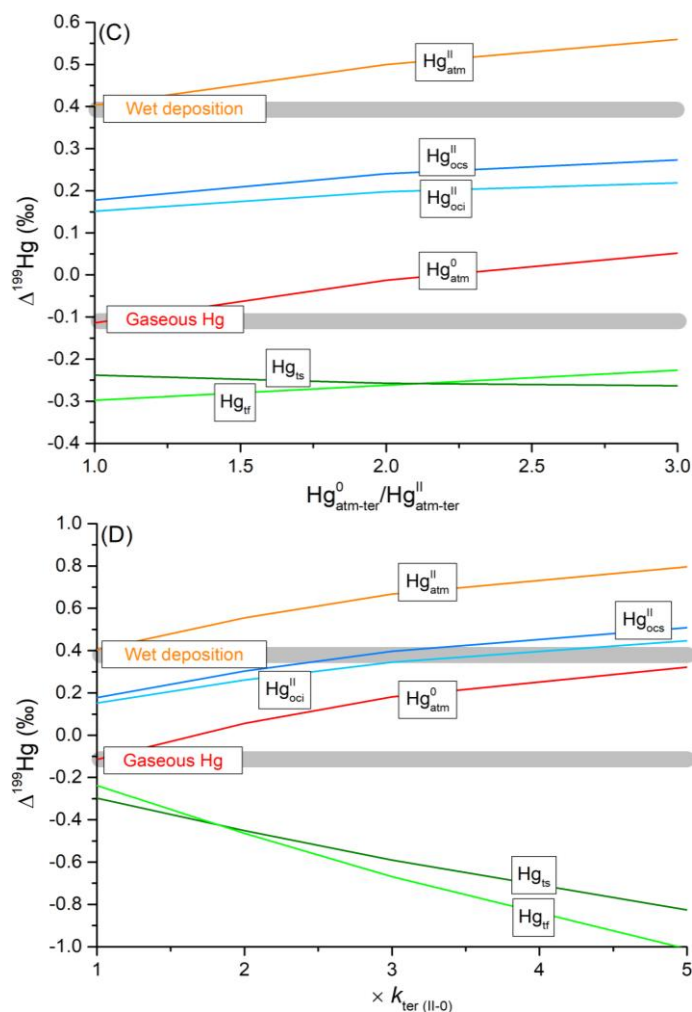 (C)
0.6
0.5
0.4
0.3
0.2
0.1
0.0
-0.1
-0.2
-0.3
-0.4
Δ¹⁹⁹Hg (‰)
Hg^II_atm
Wet deposition
Hg^II_ocs
Hg^II_oci
Hg^0_atm
Gaseous Hg
Hg_ts
Hg_tf
1.0 1.5 2.0 2.5 3.0
Hg^0_atm-ter/Hg^II_atm-ter
(D)
1.0
0.8
0.6
0.4
0.2
0.0
-0.2
-0.4
-0.6
-0.8
-1.0
Δ¹⁹⁹Hg (‰)
Hg^II_atm
Hg^II_ocs
Wet deposition
Hg^II_oci
Hg^0_atm
Gaseous Hg
Hg_ts
Hg_tf
1 2 3 4 5
× k_ter (II-0)